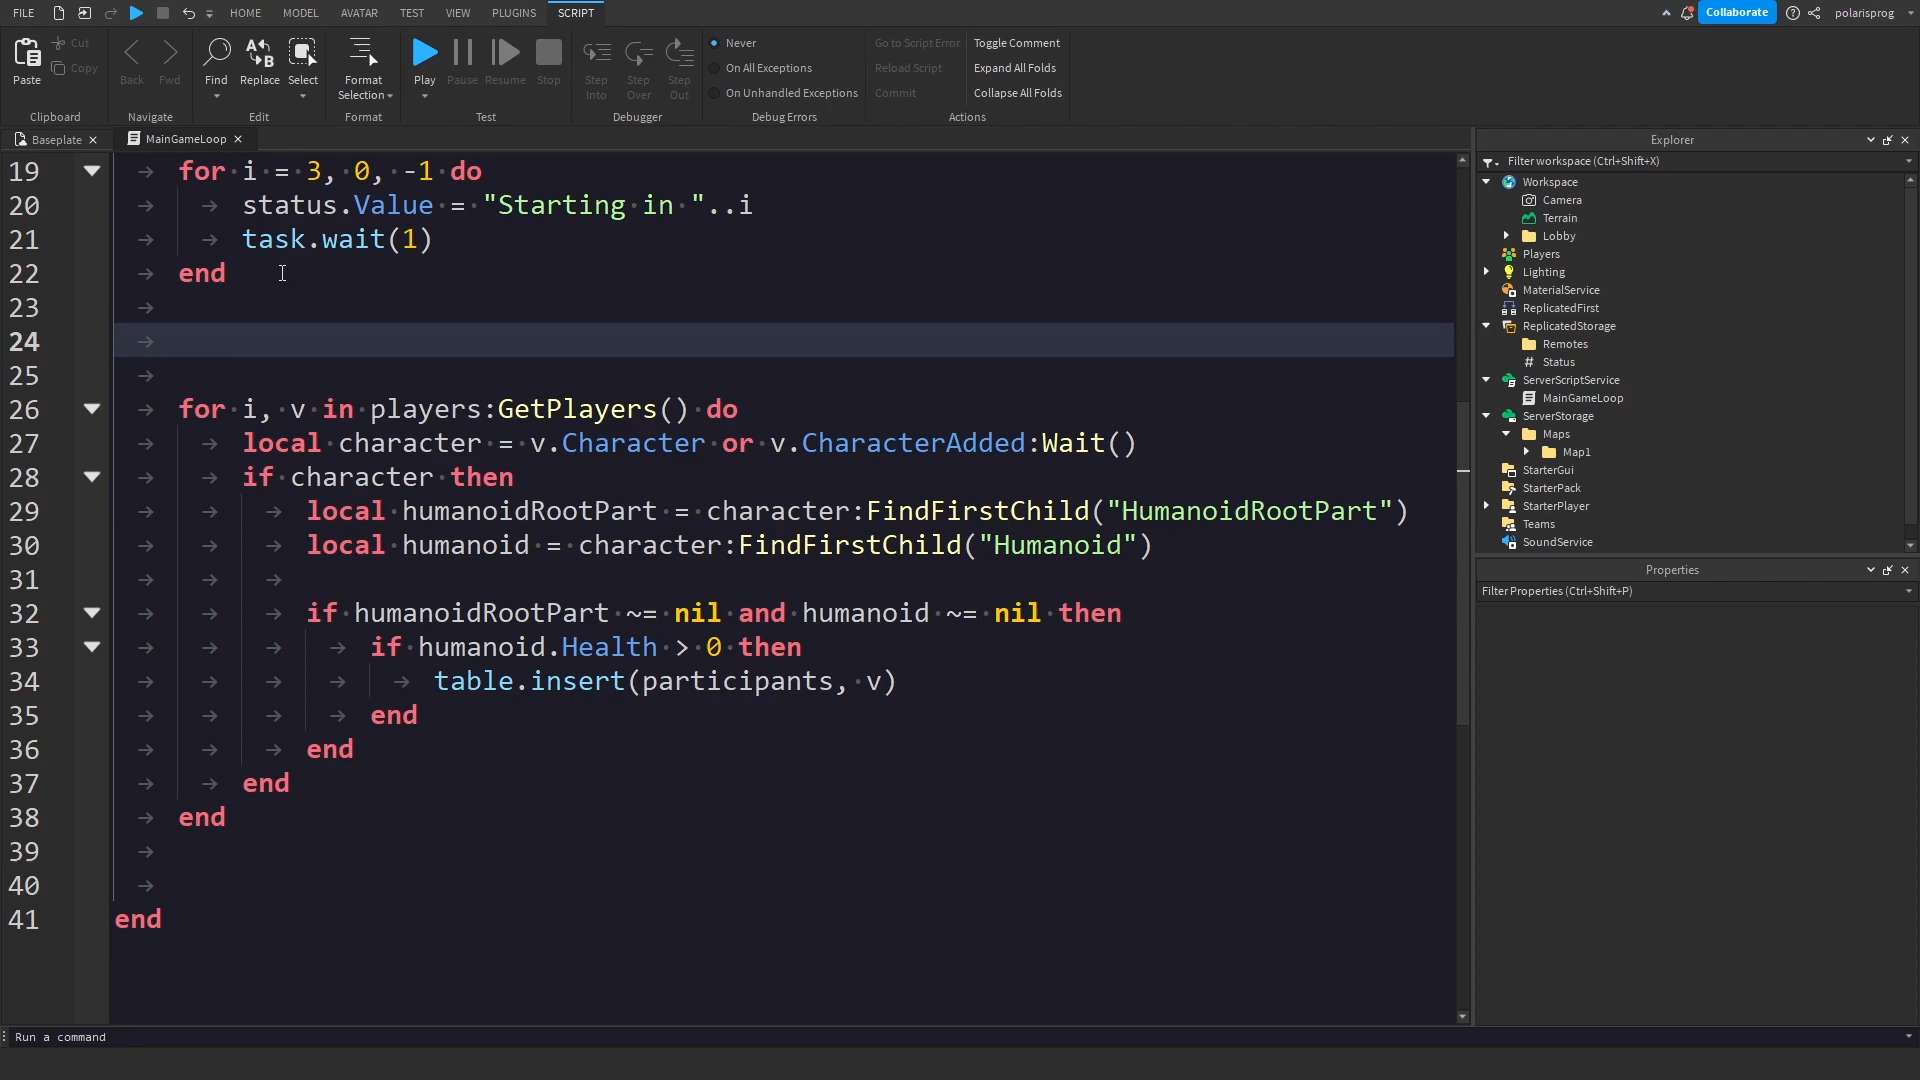 FILE HOME MODEL AVATAR TEST VIEW PLUGINS SCRIPT Collaborate polarisprog
Paste Cut Copy
Clipboard
Back Fwd
Navigate
Find Replace Select
Edit
Format Selection
Format
Play Pause Resume Stop
Test
Step Into Step Over Step Out
Debugger
Never
On All Exceptions
On Unhandled Exceptions
Debug Errors
Go to Script Error
Reload Script
Commit
Toggle Comment
Expand All Folds
Collapse All Folds
Actions
Baseplate MainGameLoop
19 for i = 3, 0, -1 do
20 status.Value = "Starting in "..i
21 task.wait(1)
22 end
23
24
25
26 for i, v in players:GetPlayers() do
27 local character = v.Character or v.CharacterAdded:Wait()
28 if character then
29 local humanoidRootPart = character:FindFirstChild("HumanoidRootPart")
30 local humanoid = character:FindFirstChild("Humanoid")
31
32 if humanoidRootPart ~= nil and humanoid ~= nil then
33 if humanoid.Health > 0 then
34 table.insert(participants, v)
35 end
36 end
37 end
38 end
39
40
41 end
Explorer
Filter workspace (Ctrl+Shift+X)
Workspace
Camera
Terrain
Lobby
Players
Lighting
MaterialService
ReplicatedFirst
ReplicatedStorage
Remotes
# Status
ServerScriptService
MainGameLoop
ServerStorage
Maps
Map1
StarterGui
StarterPack
StarterPlayer
Teams
SoundService
Properties
Filter Properties (Ctrl+Shift+P)
Run a command